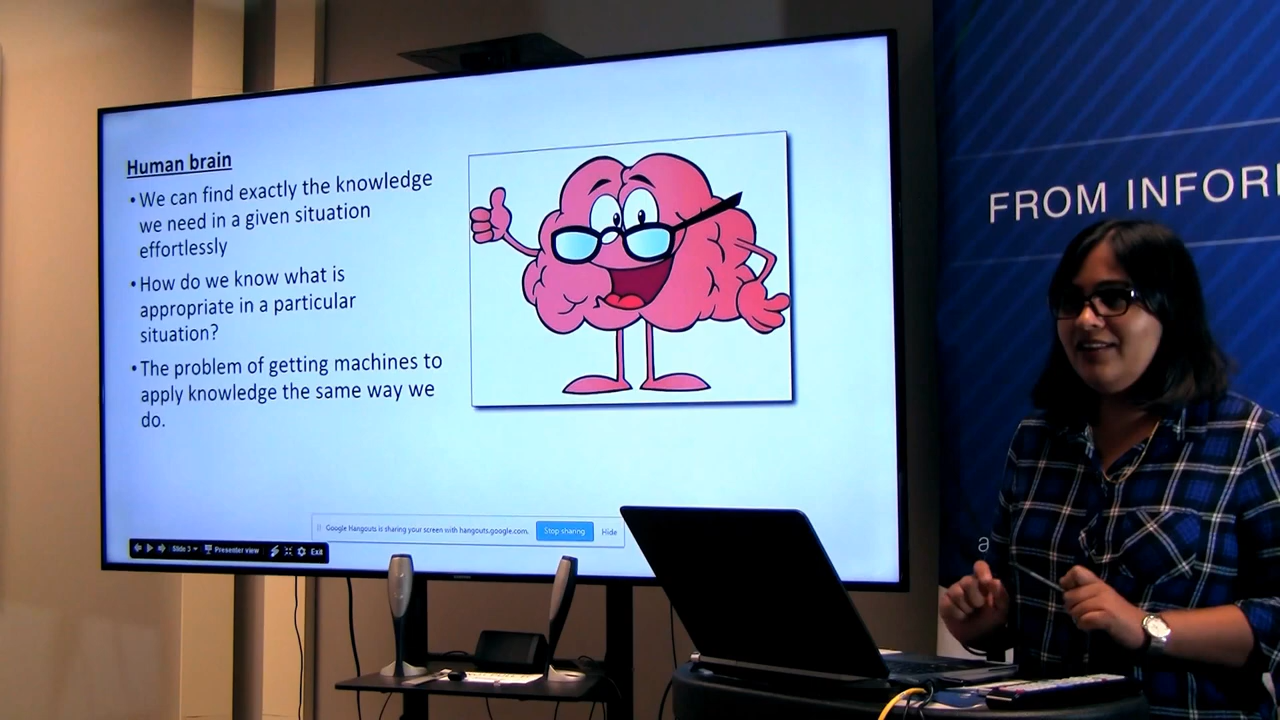 Human brain
• We can find exactly the knowledge
we need in a given situation
effortlessly
• How do we know what is
appropriate in a particular
situation?
• The problem of getting machines to
apply knowledge the same way we
do.
Google Hangouts is sharing your screen with hangouts.google.com.
Stop sharing
Hide
Slide 3
Presenter view
Exit
FROM INFOR
a